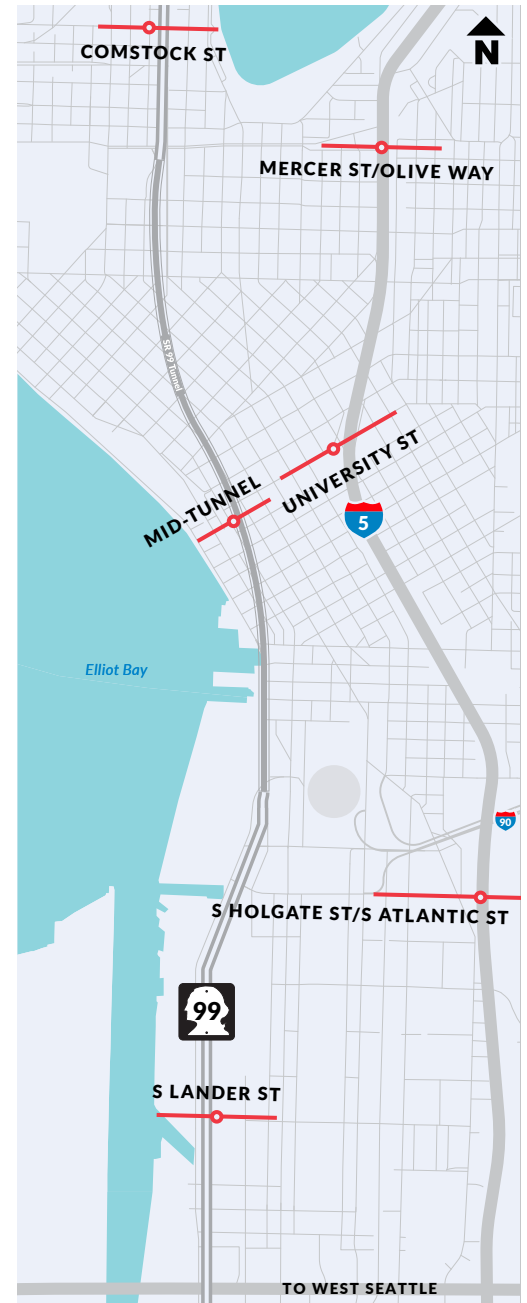 N
COMSTOCK ST
MERCER ST/OLIVE WAY
SR 99 Tunnel
UNIVERSITY ST
MID-TUNNEL
5
Elliot Bay
90
S HOLGATE ST/S ATLANTIC ST
99
S LANDER ST
TO WEST SEATTLE